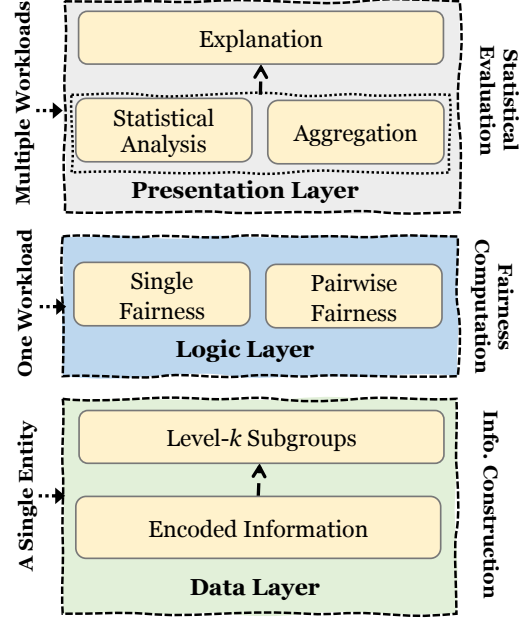 Multiple Workloads
Explanation
Statistical
Analysis
Aggregation
Presentation Layer
Statistical
Evaluation
One Workload
Single
Fairness
Pairwise
Fairness
Logic Layer
Fairness
Computation
A Single Entity
Level-k Subgroups
Encoded Information
Data Layer
Info. Construction